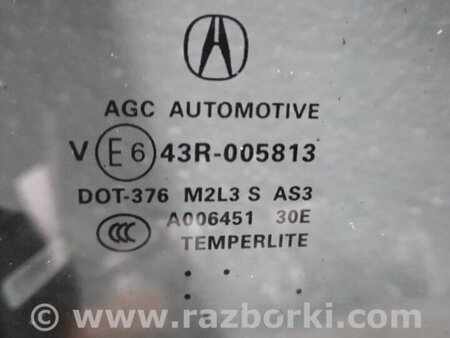 AGC AUTOMOTIVE
V E6 43R-005813
DOT-376 M2L3 S AS3
CCC A006451 30E
TEMPERLITE
© www.razborki.com